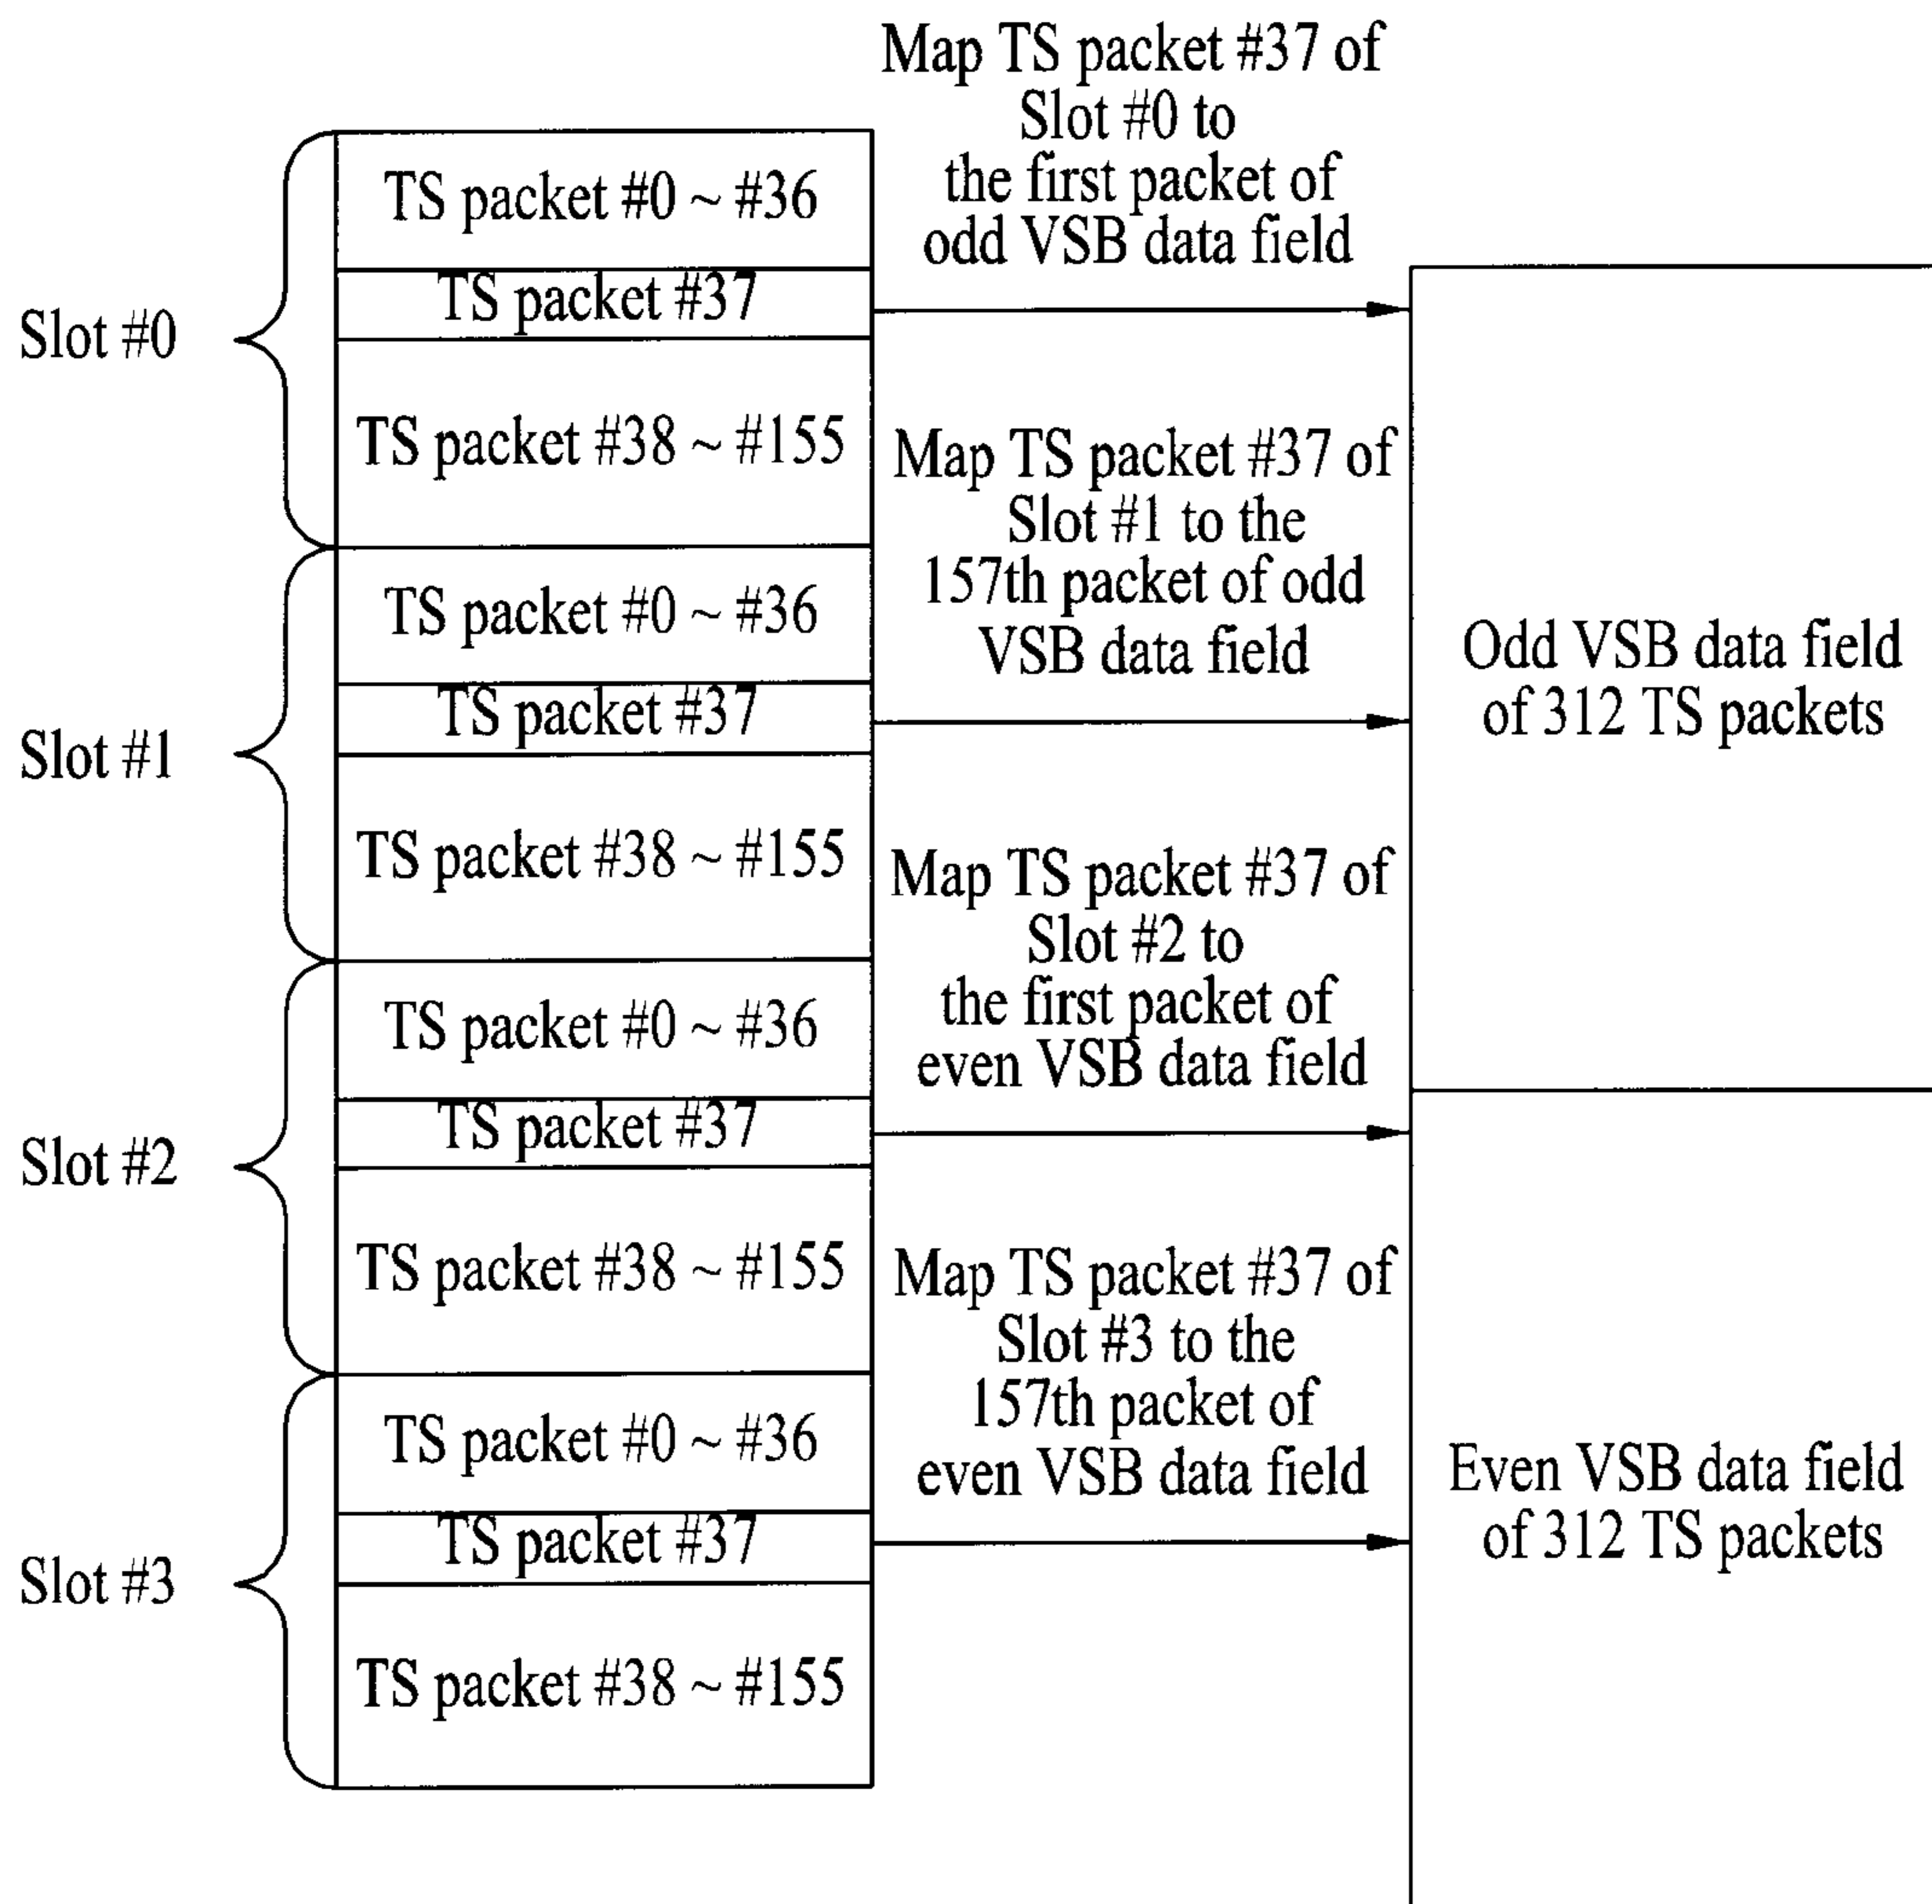 Map TS packet #37 of
Slot #0 to
the first packet of
odd VSB data field
Slot #0
TS packet #0 ~ #36
TS packet #37
TS packet #38 ~ #155
Map TS packet #37 of
Slot #1 to the
157th packet of odd
VSB data field
Slot #1
TS packet #0 ~ #36
TS packet #37
TS packet #38 ~ #155
Odd VSB data field
of 312 TS packets
Map TS packet #37 of
Slot #2 to
the first packet of
even VSB data field
Slot #2
TS packet #0 ~ #36
TS packet #37
TS packet #38 ~ #155
Map TS packet #37 of
Slot #3 to the
157th packet of
even VSB data field
Slot #3
TS packet #0 ~ #36
TS packet #37
TS packet #38 ~ #155
Even VSB data field
of 312 TS packets